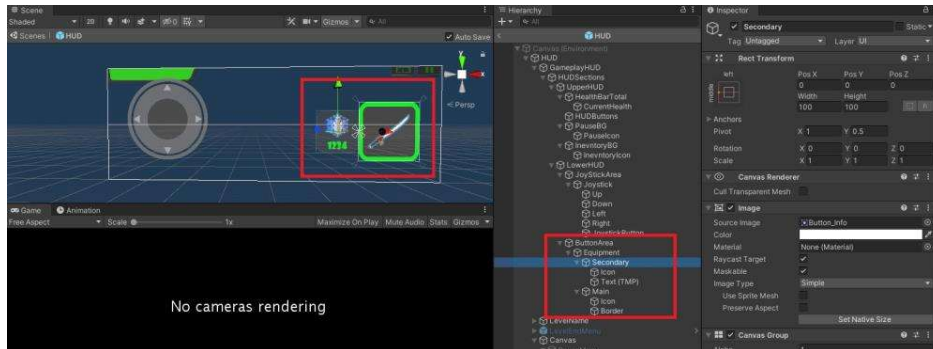 Scene
Shaded 2D 0 Gizmos All
Scenes HUD Auto Save
y
x
Persp
1234
Game Animation
Free Aspect Scale 1x Maximize On Play Mute Audio Stats Gizmos
No cameras rendering
Hierarchy
All
HUD
Canvas (Environment)
HUD
GameplayHUD
HUDSections
UpperHUD
HealthBarTotal
CurrentHealth
HUDButtons
PauseBG
PauseIcon
InevntoryBG
InevntoryIcon
LowerHUD
JoyStickArea
Joystick
Up
Down
Left
Right
JoystickButton
ButtonArea
Equipment
Secondary
Icon
Text (TMP)
Main
Icon
Border
LevelName
Canvas
Inspector
Secondary Static
Tag Untagged Layer UI
Rect Transform
left Pos X Pos Y Pos Z
middle 0 0 0
Width Height
100 100 R
Anchors
Pivot X 1 Y 0.5
Rotation X 0 Y 0 Z 0
Scale X 1 Y 1 Z 1
Canvas Renderer
Cull Transparent Mesh
Image
Source Image Button_Info
Color
Material None (Material)
Raycast Target
Maskable
Image Type Simple
Use Sprite Mesh
Preserve Aspect
Set Native Size
Canvas Group
Alpha 1